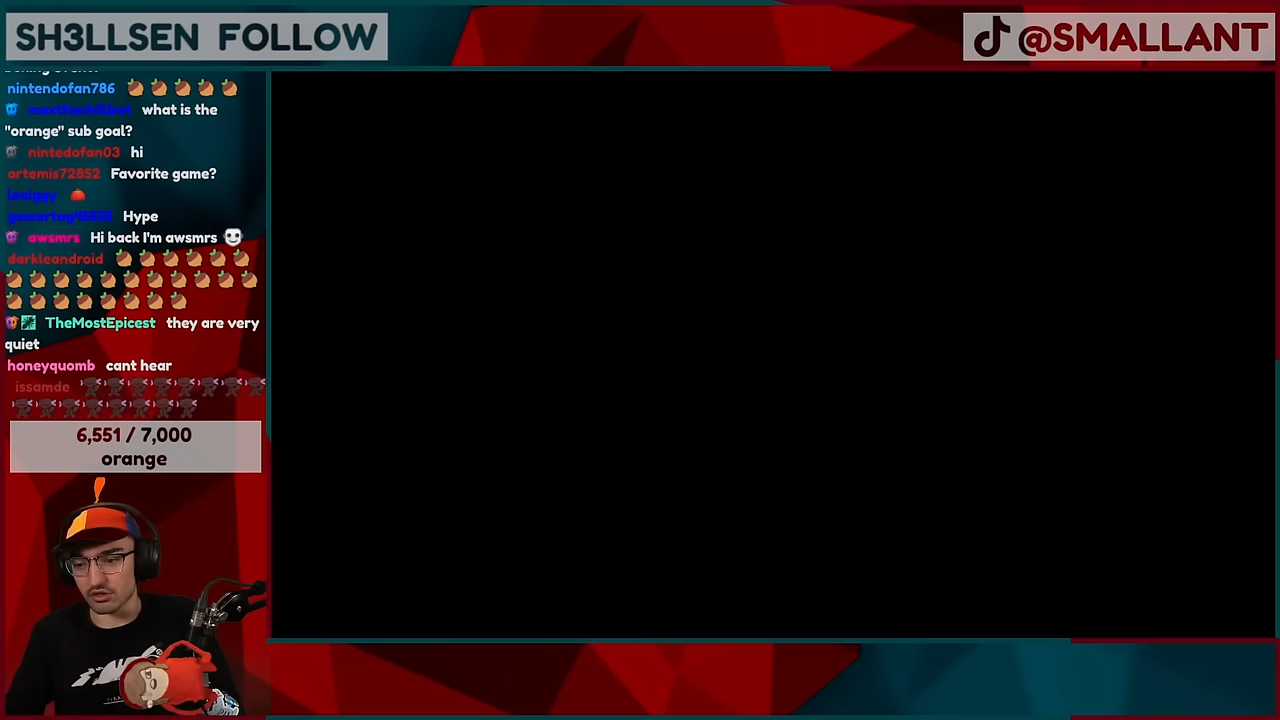 SH3LLSEN FOLLOW
@SMALLANT
nintendofan786
what is the
"orange" sub goal?
nintedofan03 hi
artemis72852 Favorite game?
leoiggy
Hype
awsmrs Hi back I'm awsmrs
darkleandroid
TheMostEpicest they are very
quiet
honeyquomb cant hear
issamde
6,551 / 7,000
orange